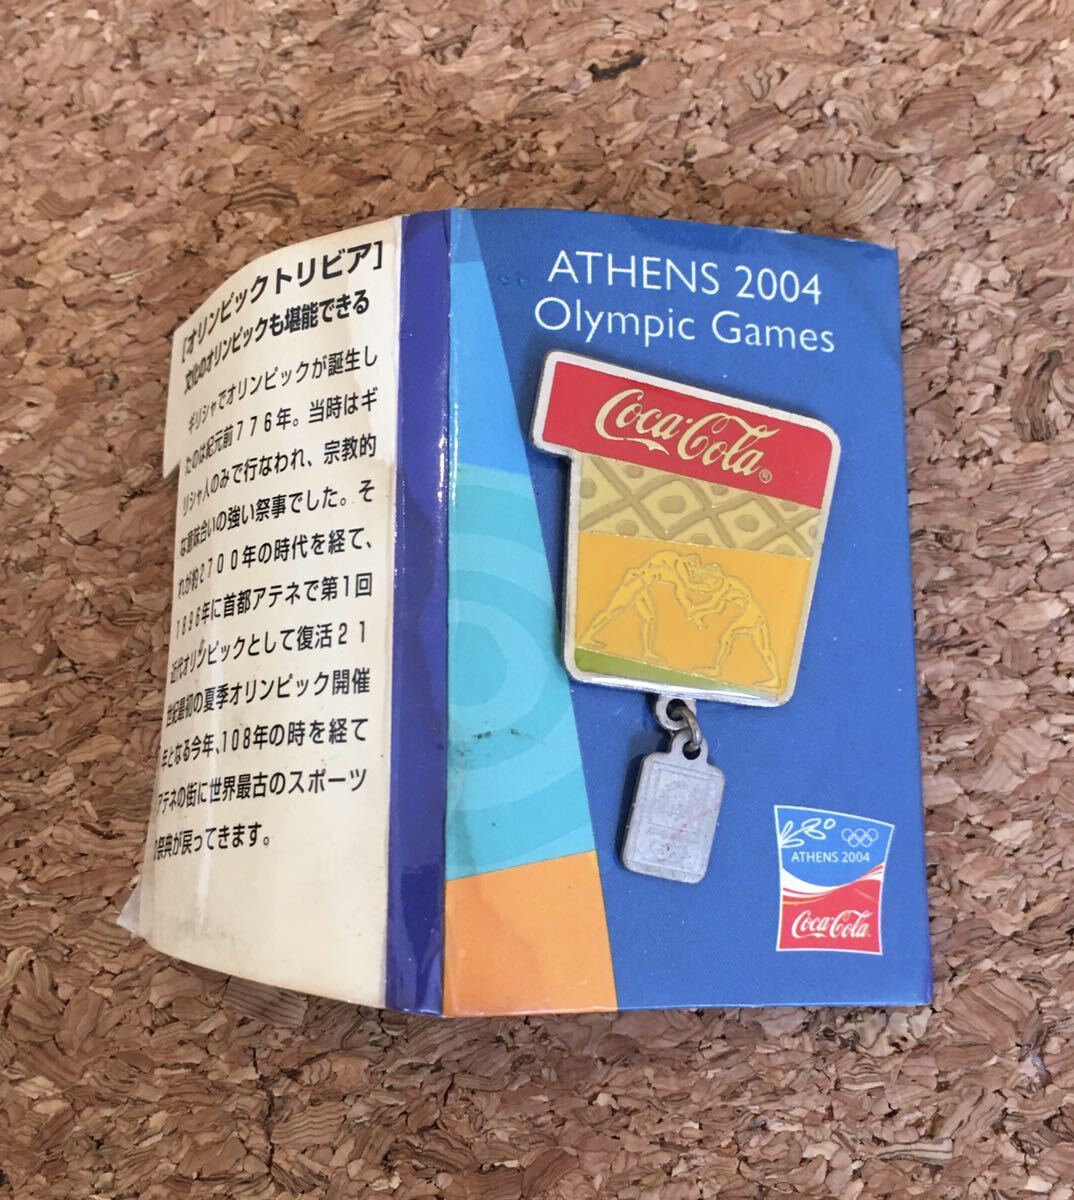 [オリンピックトリビア]
文化のオリンピックも堪能できる
ギリシャでオリンピックが誕生し
たのは紀元前776年。当時はギ
リシャ人のみで行なわれ、宗教的
な意味合いの強い祭事でした。そ
れが約2700年の時代を経て、
1896年に首都アテネで第1回
近代オリンピックとして復活21
世紀最初の夏季オリンピック開催
年となる今年、108年の時を経て
アテネの街に世界最古のスポーツ
の祭典が戻ってきます。
ATHENS 2004
Olympic Games
Coca-Cola®
ATHENS 2004
Coca-Cola